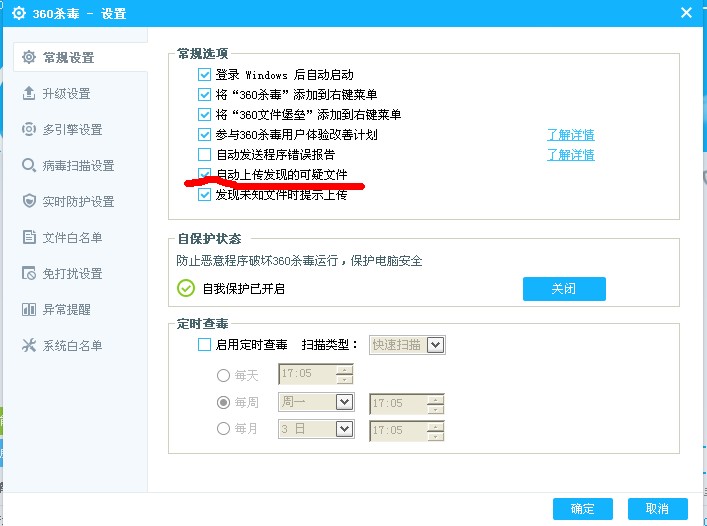 360杀毒 - 设置
常规设置
升级设置
多引擎设置
病毒扫描设置
实时防护设置
文件白名单
免打扰设置
异常提醒
系统白名单
常规选项
登录 Windows 后自动启动
将“360杀毒”添加到右键菜单
将“360文件堡垒”添加到右键菜单
参与360杀毒用户体验改善计划 了解详情
自动发送程序错误报告 了解详情
自动上传发现的可疑文件
发现未知文件时提示上传
自保护状态
防止恶意程序破坏360杀毒运行，保护电脑安全
自我保护已开启 关闭
定时查毒
启用定时查毒 扫描类型： 快速扫描
每天 17:05
每周 周一 17:05
每月 3 日 17:05
确定 取消